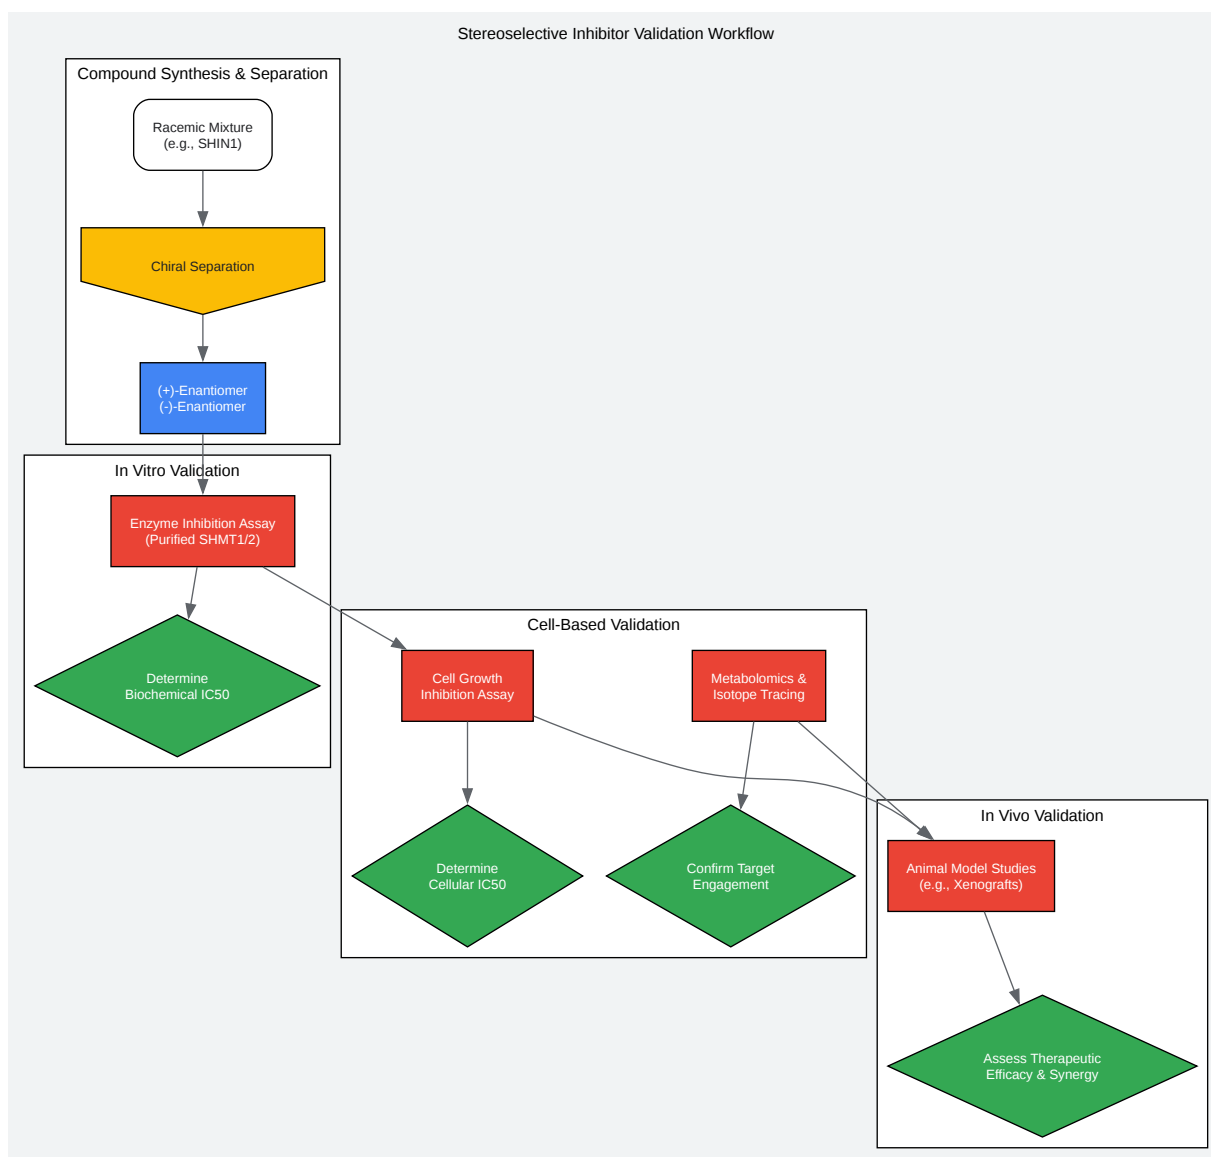 Stereoselective Inhibitor Validation Workflow
Compound Synthesis & Separation
Racemic Mixture
(e.g., SHIN1)
Chiral Separation
(+)-Enantiomer
(-)-Enantiomer
In Vitro Validation
Enzyme Inhibition Assay
(Purified SHMT1/2)
Determine
Biochemical IC50
Cell-Based Validation
Cell Growth
Inhibition Assay
Metabolomics &
Isotope Tracing
Determine
Cellular IC50
Confirm Target
Engagement
In Vivo Validation
Animal Model Studies
(e.g., Xenografts)
Assess Therapeutic
Efficacy & Synergy